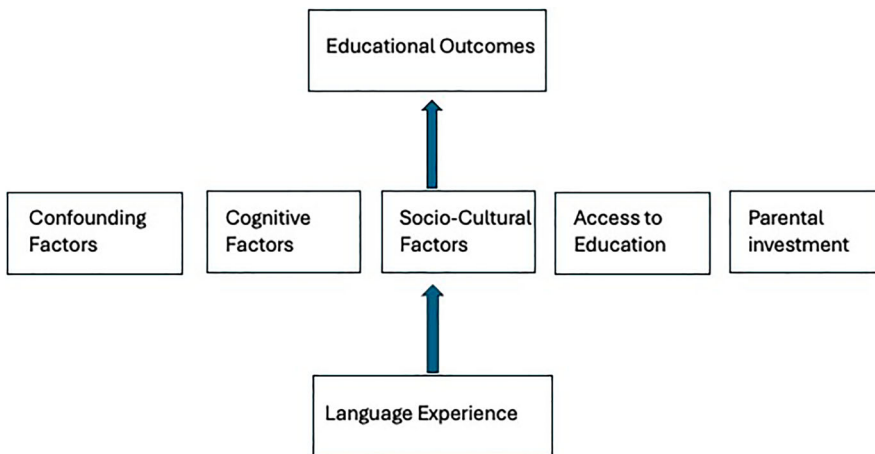 Educational Outcomes
Confounding
Factors
Cognitive
Factors
Socio-Cultural
Factors
Access to
Education
Parental
investment
Language Experience